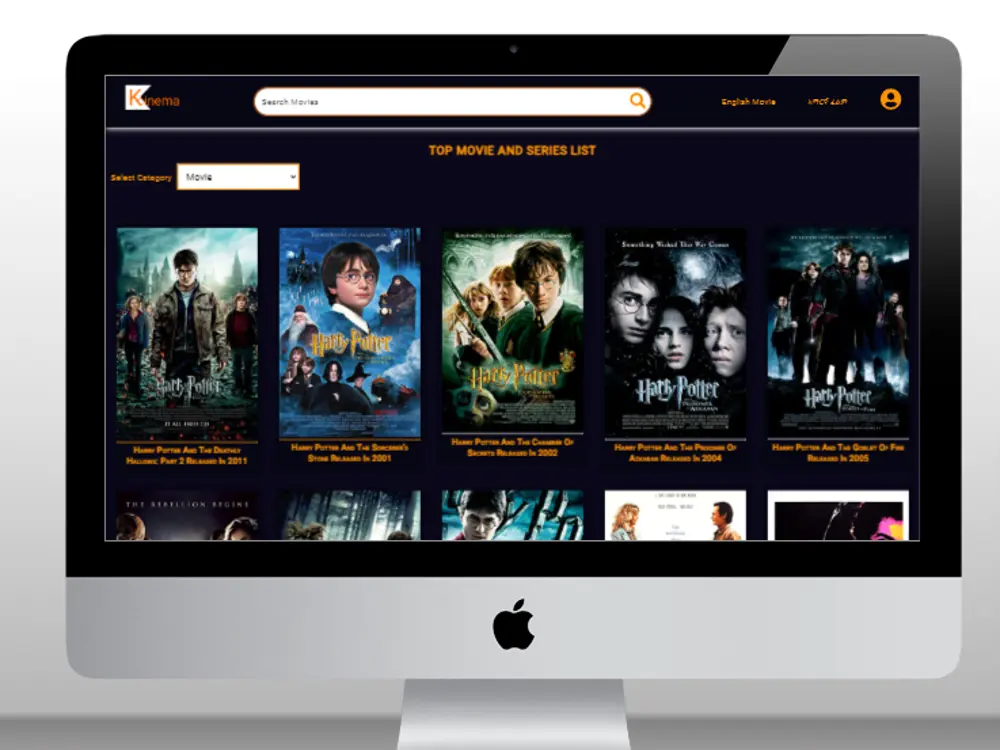 Kinema
Search Movies
English Movie
አማርኛ ፊልም
TOP MOVIE AND SERIES LIST
Select Category
Movie
Something Wicked This Way Comes
Harry Potter
Harry Potter
Harry Potter
Harry Potter
Harry Potter
IT ALL ENDS
Harry Potter And The Deathly
Hallows: Part 2 Released In 2011
Harry Potter And The Sorcerer's
Stone Released In 2001
Harry Potter And The Chamber Of
Secrets Released In 2002
Harry Potter And The Prisoner Of
Azkaban Released In 2004
Harry Potter And The Goblet Of Fire
Released In 2005
THE REBELLION BEGINS